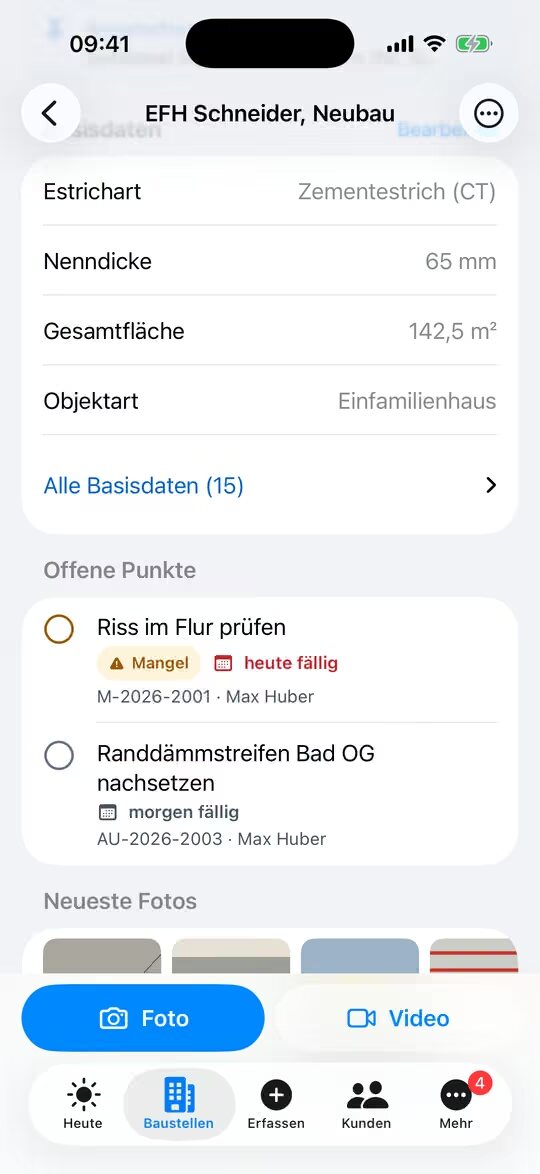 09:41
EFH Schneider, Neubau
Estrichart
Zementestrich (CT)
Nenndicke
65 mm
Gesamtfläche
142,5 m²
Objektart
Einfamilienhaus
Alle Basisdaten (15)
Offene Punkte
Riss im Flur prüfen
Mangel
heute fällig
M-2026-2001 · Max Huber
Randdämmstreifen Bad OG
nachsetzen
morgen fällig
AU-2026-2003 · Max Huber
Neueste Fotos
Foto
Video
4
Heute
Baustellen
Erfassen
Kunden
Mehr